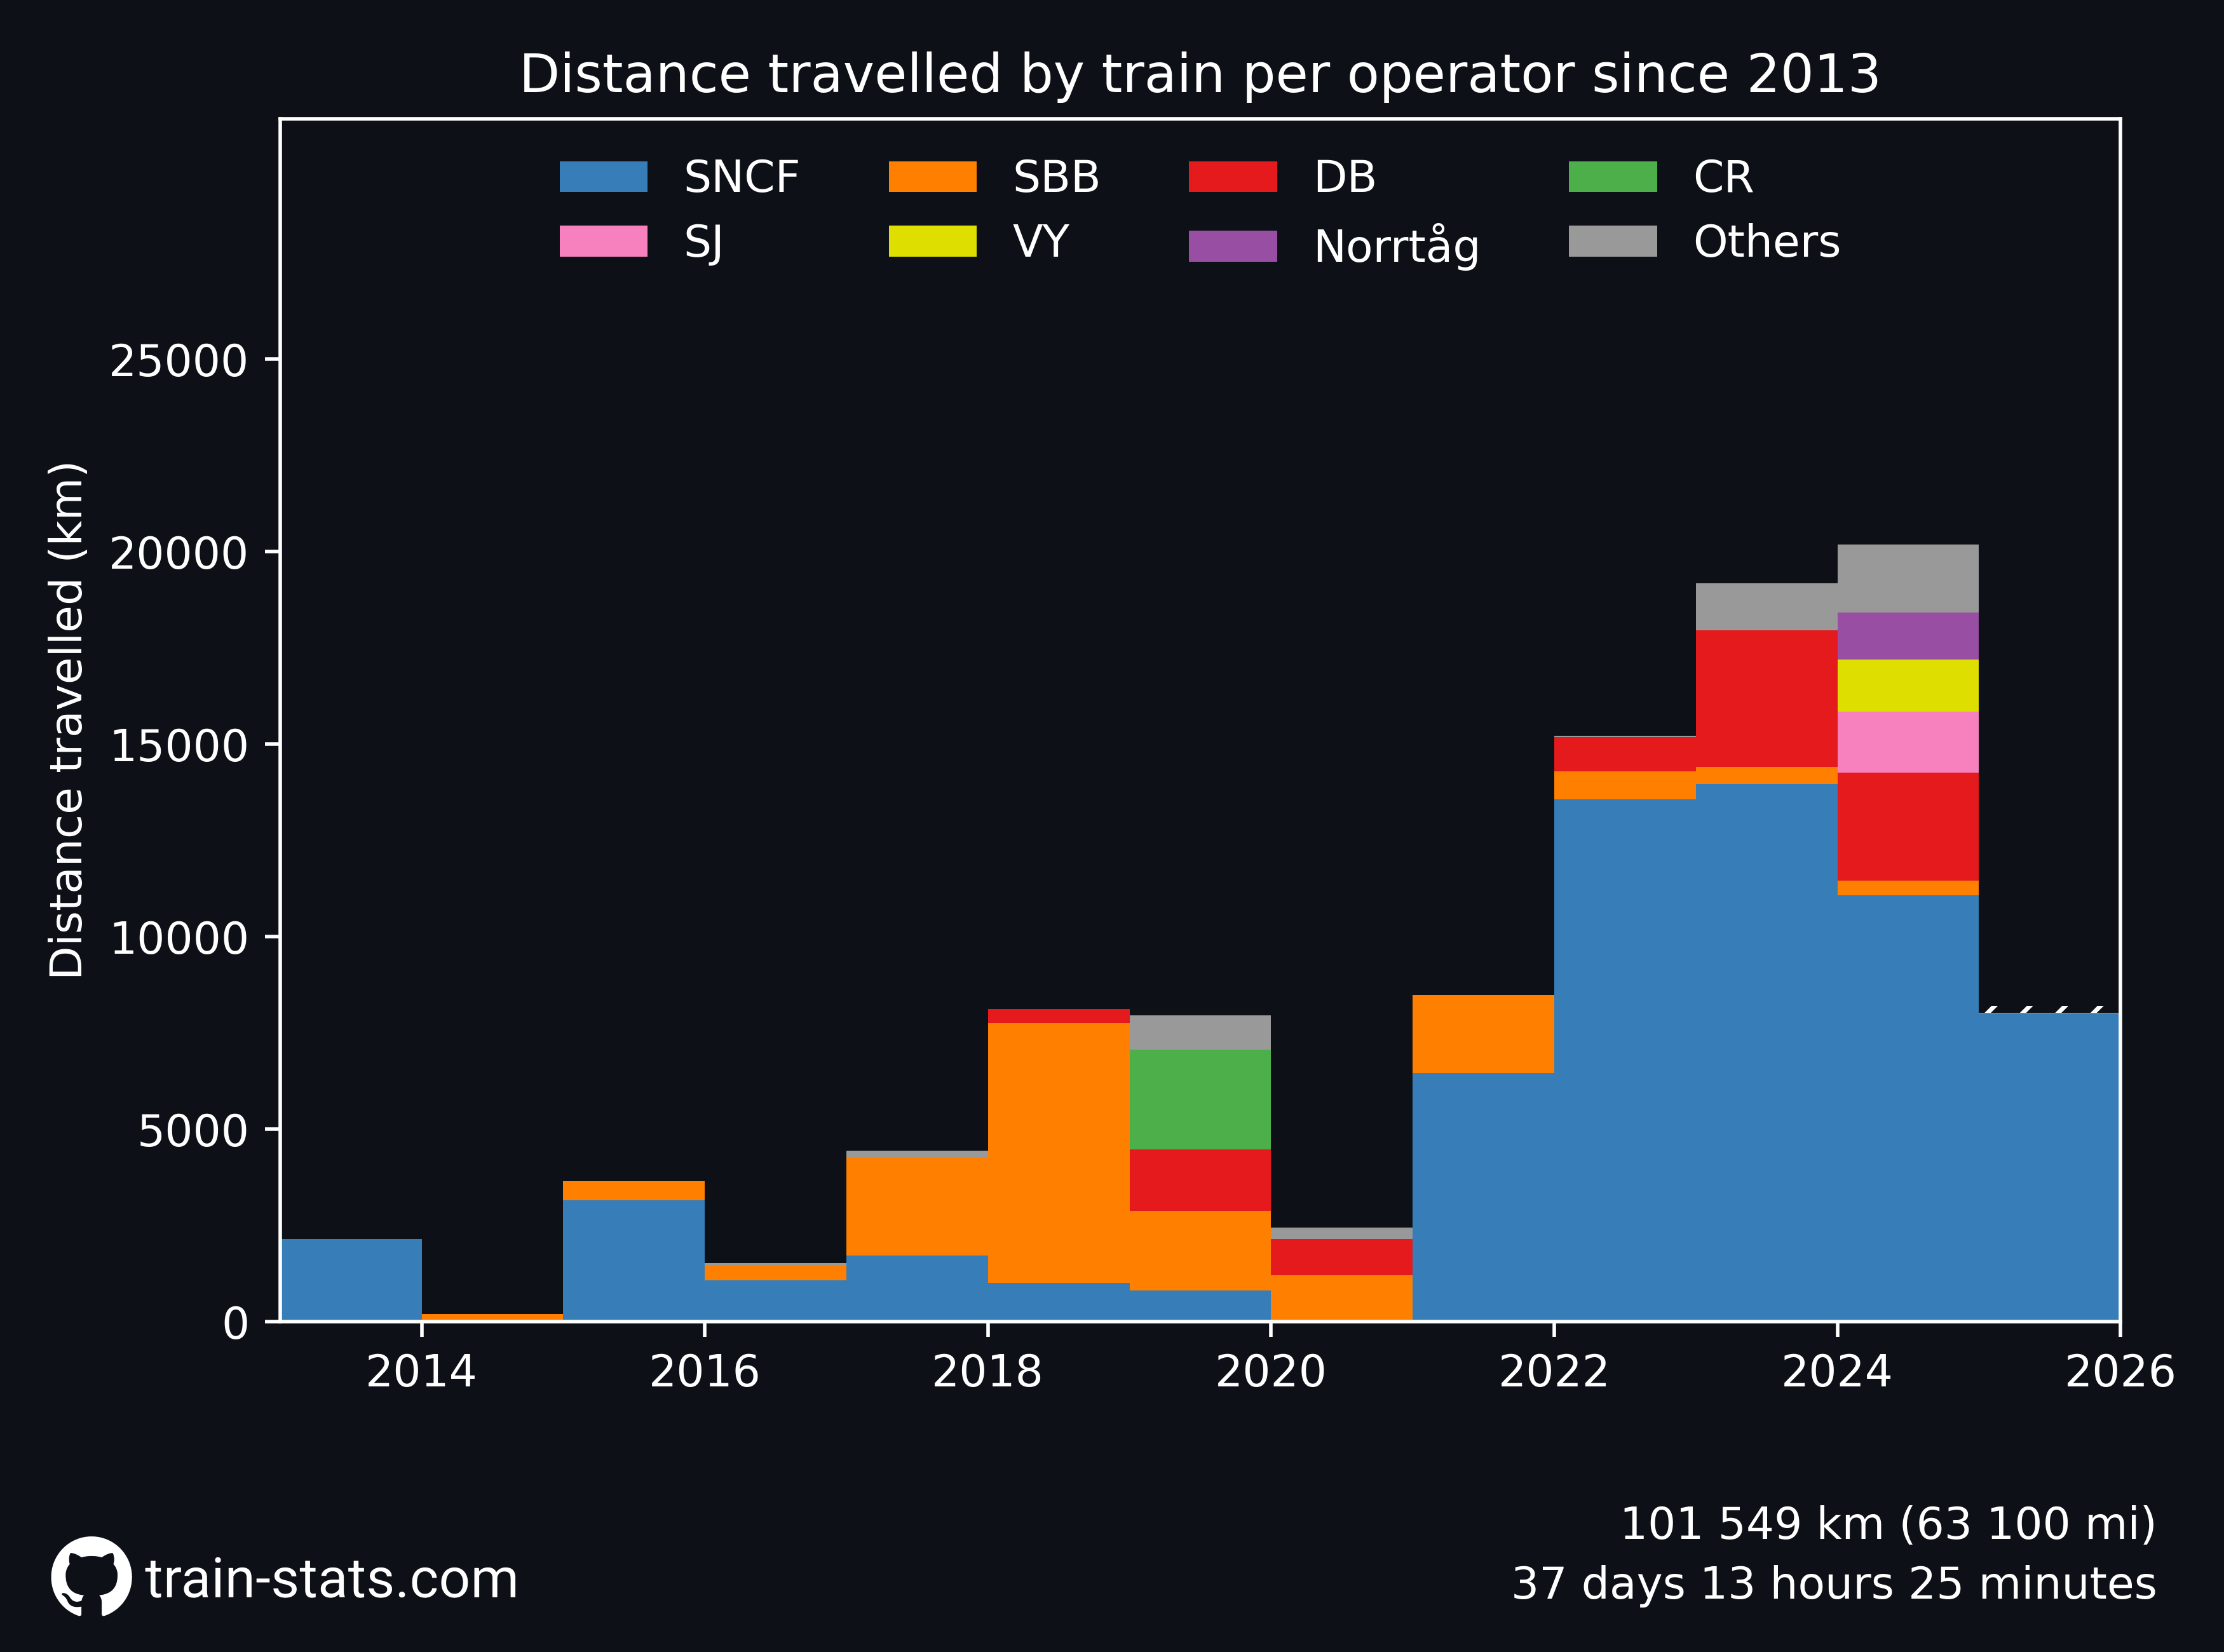 Distance travelled by train per operator since 2013
SNCF SBB DB CR
SJ VY Norrtåg Others
Distance travelled (km)
25000
20000
15000
10000
5000
0
2014 2016 2018 2020 2022 2024 2026
101 549 km (63 100 mi)
train-stats.com
37 days 13 hours 25 minutes